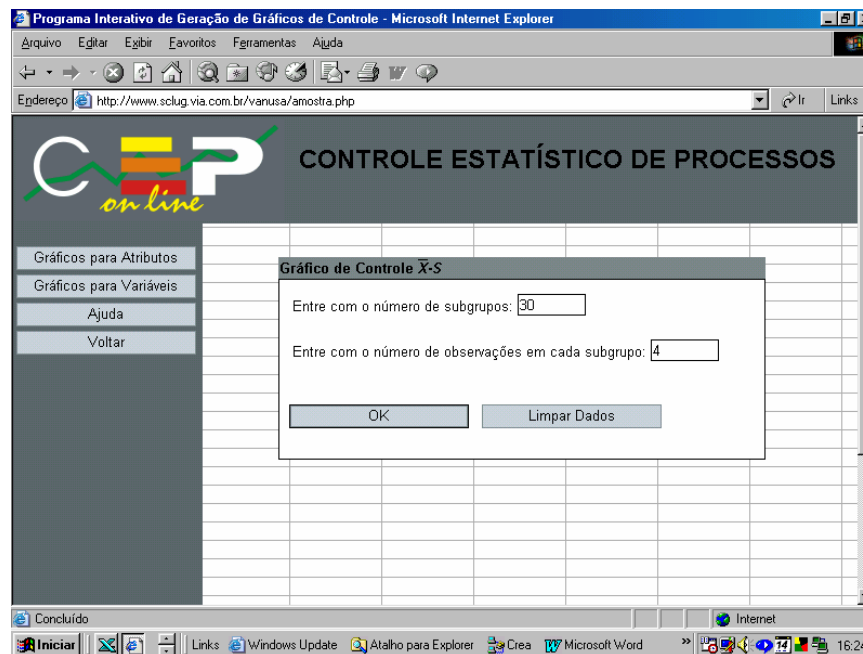 Programa Interativo de Geração de Gráficos de Controle - Microsoft Internet Explorer
Arquivo Editar Exibir Favoritos Ferramentas Ajuda
Endereço http://www.sclug.via.com.br/vanusa/amostra.php Ir Links
CEP
on line
CONTROLE ESTATÍSTICO DE PROCESSOS
Gráficos para Atributos
Gráficos para Variáveis
Ajuda
Voltar
Gráfico de Controle X̅-S
Entre com o número de subgrupos: 30
Entre com o número de observações em cada subgrupo: 4
OK Limpar Dados
Concluído Internet
Iniciar Links Windows Update Atalho para Explorer Crea Microsoft Word » 14